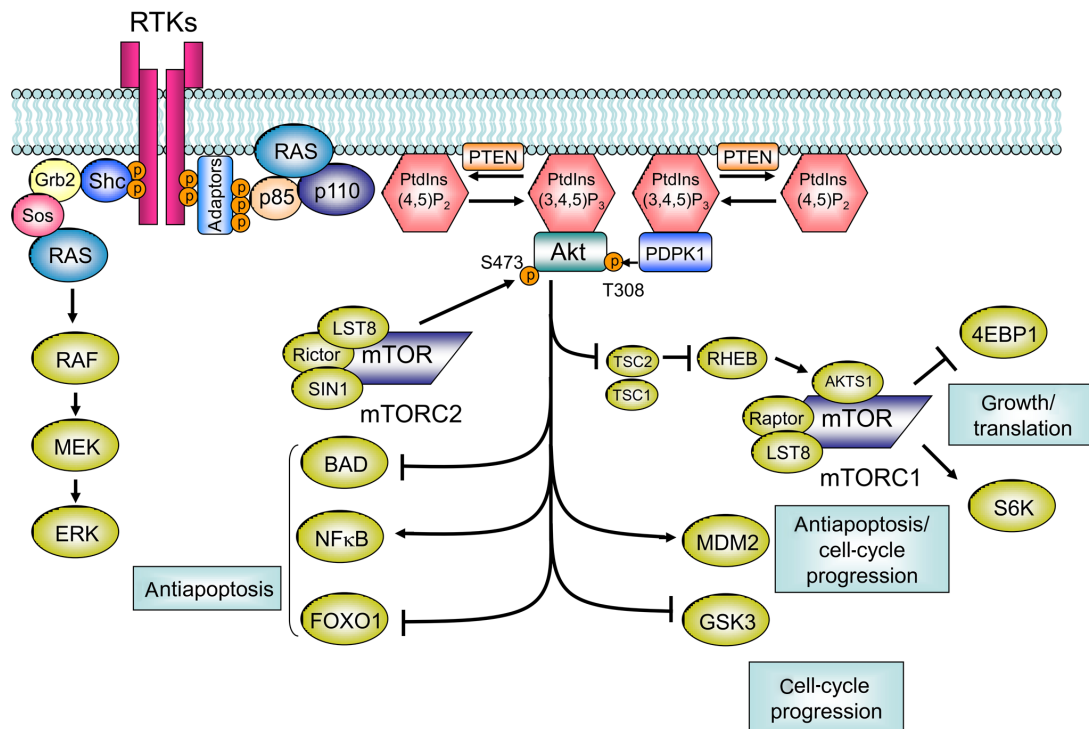 RTKs
Grb2
Shc
p
p
Sos
RAS
p
p
Adaptors
p
p
p
p85
RAS
p110
PtdIns
(4,5)P2
PTEN
PtdIns
(3,4,5)P3
PtdIns
(3,4,5)P3
PTEN
PtdIns
(4,5)P2
Akt
PDPK1
S473
p
p
T308
RAF
MEK
ERK
LST8
Rictor
mTOR
SIN1
mTORC2
TSC2
TSC1
RHEB
AKTS1
Raptor
mTOR
LST8
mTORC1
4EBP1
Growth/
translation
S6K
BAD
NFκB
FOXO1
Antiapoptosis
MDM2
Antiapoptosis/
cell-cycle
progression
GSK3
Cell-cycle
progression